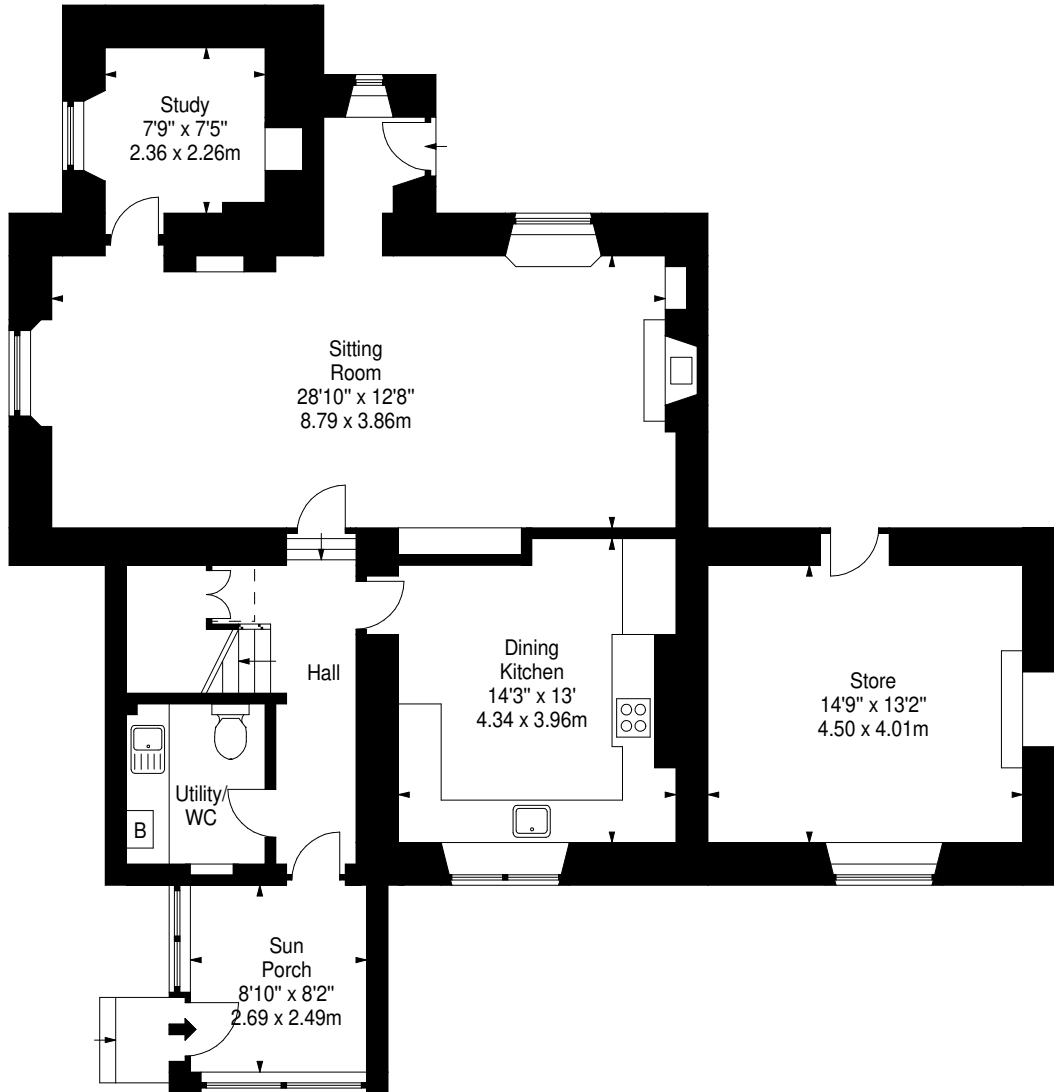 Study
7'9" x 7'5"
2.36 x 2.26m
Sitting
Room
28'10" x 12'8"
8.79 x 3.86m
Hall
Dining
Kitchen
14'3" x 13'
4.34 x 3.96m
Store
14'9" x 13'2"
4.50 x 4.01m
Utility/
WC
B
Sun
Porch
8'10" x 8'2"
2.69 x 2.49m